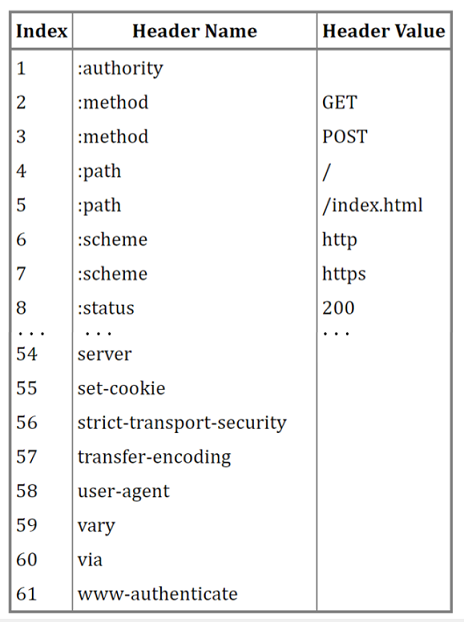 Index Header Name Header Value
1 :authority
2 :method GET
3 :method POST
4 :path /
5 :path /index.html
6 :scheme http
7 :scheme https
8 :status 200
... ... ...
54 server
55 set-cookie
56 strict-transport-security
57 transfer-encoding
58 user-agent
59 vary
60 via
61 www-authenticate